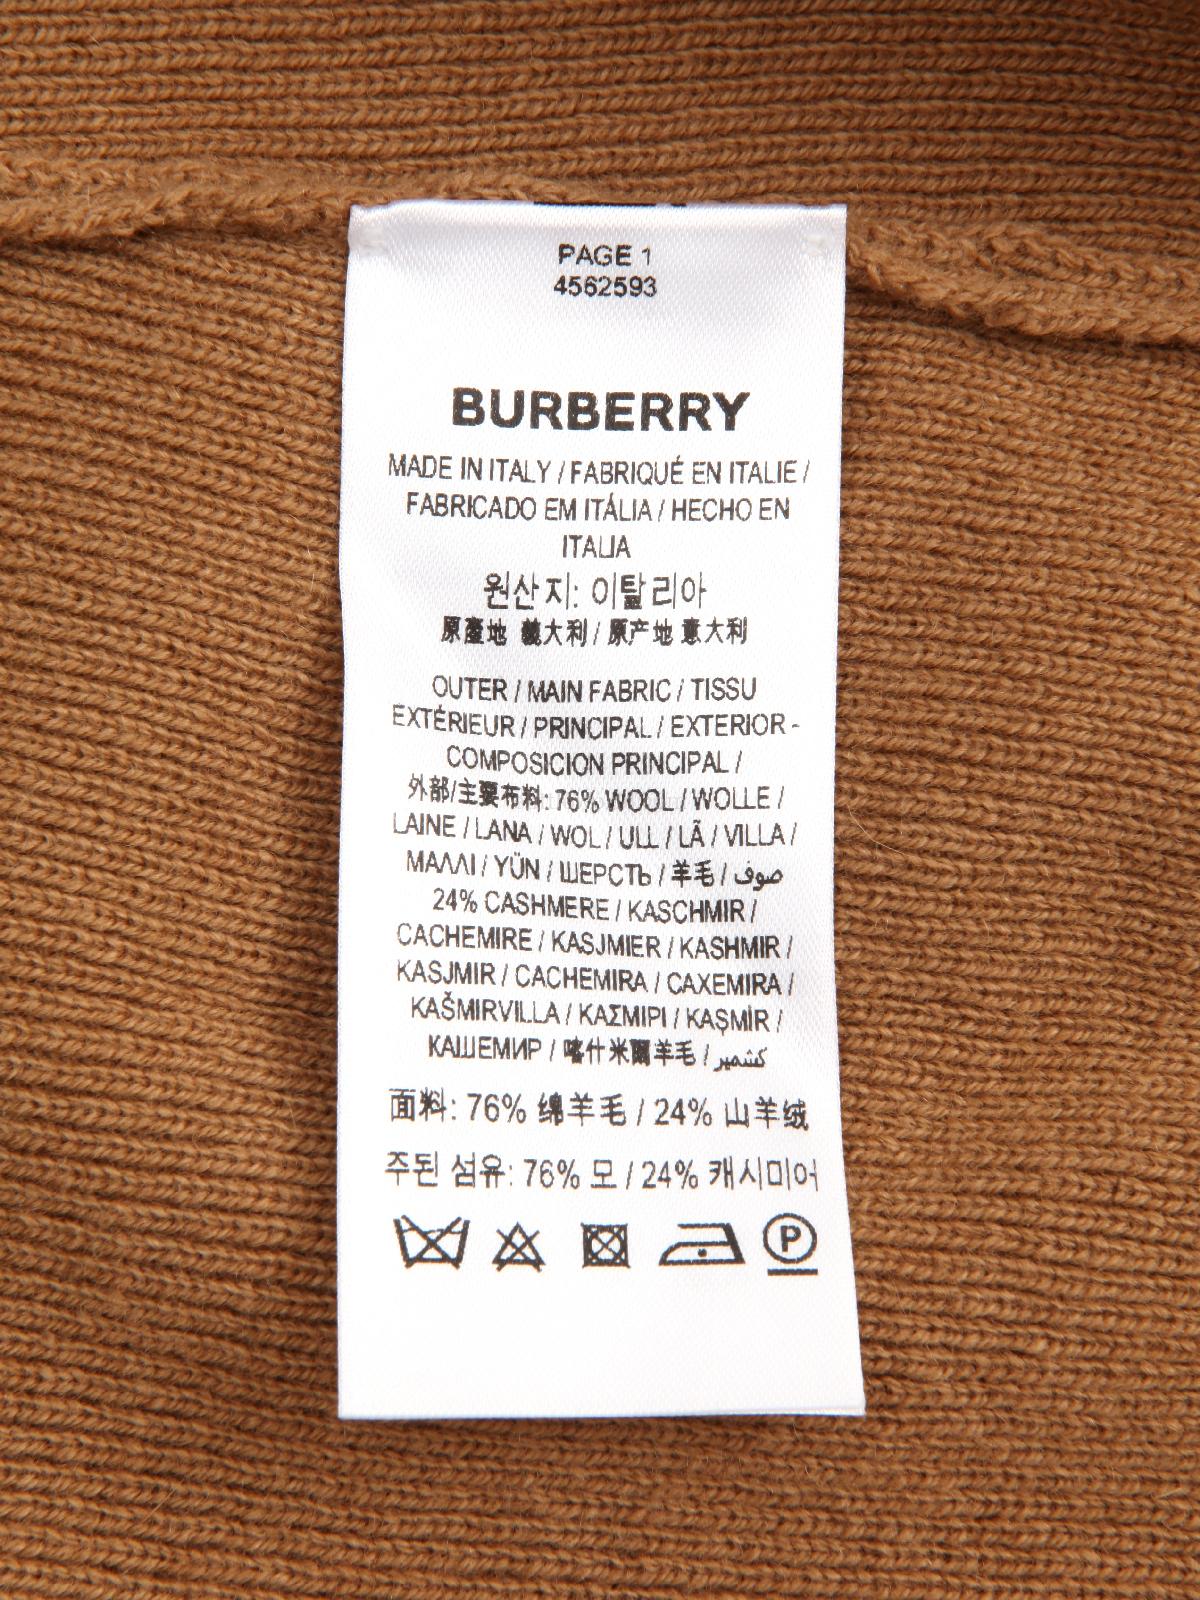 PAGE 1
4562593
BURBERRY
MADE IN ITALY / FABRIQUÉ EN ITALIE /
FABRICADO EM ITÁLIA / HECHO EN
ITALIA
원산지: 이탈리아
原產地 義大利 / 原产地 意大利
OUTER / MAIN FABRIC / TISSU
EXTÉRIEUR / PRINCIPAL / EXTERIOR -
COMPOSICION PRINCIPAL /
外部/主要布料: 76% WOOL / WOLLE /
LAINE / LANA / WOL / ULL / LÃ / VILLA /
ΜΑΛΛΙ / YÜN / ШЕРСТЬ / 羊毛 / صوف
24% CASHMERE / KASCHMIR /
CACHEMIRE / KASJMIER / KASHMIR /
KASJMIR / CACHEMIRA / CAXEMIRA /
KAŠMIRVILLA / ΚΑΣΜΙΡΙ / KAŞMİR /
КАШЕМИР / 喀什米爾羊毛 / كشمير
面料: 76% 绵羊毛 / 24% 山羊绒
주된 섬유: 76% 모 / 24% 캐시미어
P